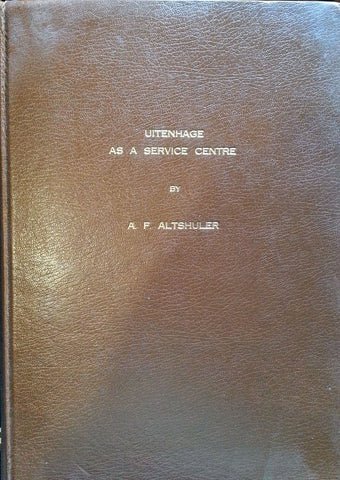 UITENHAGE
AS A SERVICE CENTRE
BY
A. F. ALTSHULER